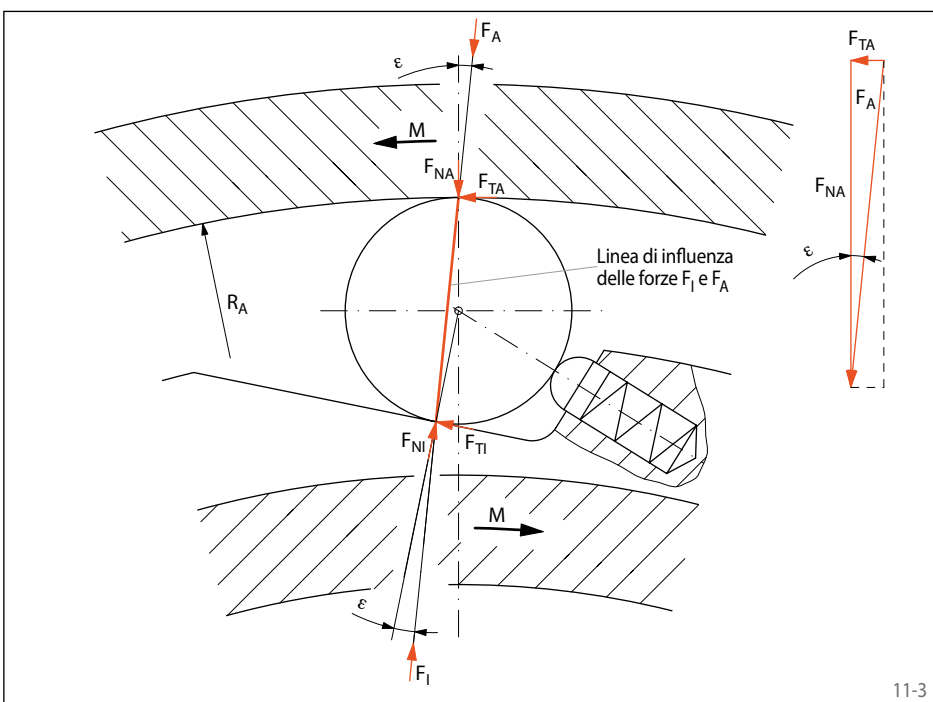 F_A
ε
F_TA
F_A
M
F_NA
F_TA
F_NA
ε
Linea di influenza
delle forze F_I e F_A
R_A
F_NI
F_TI
M
ε
F_I
11-3